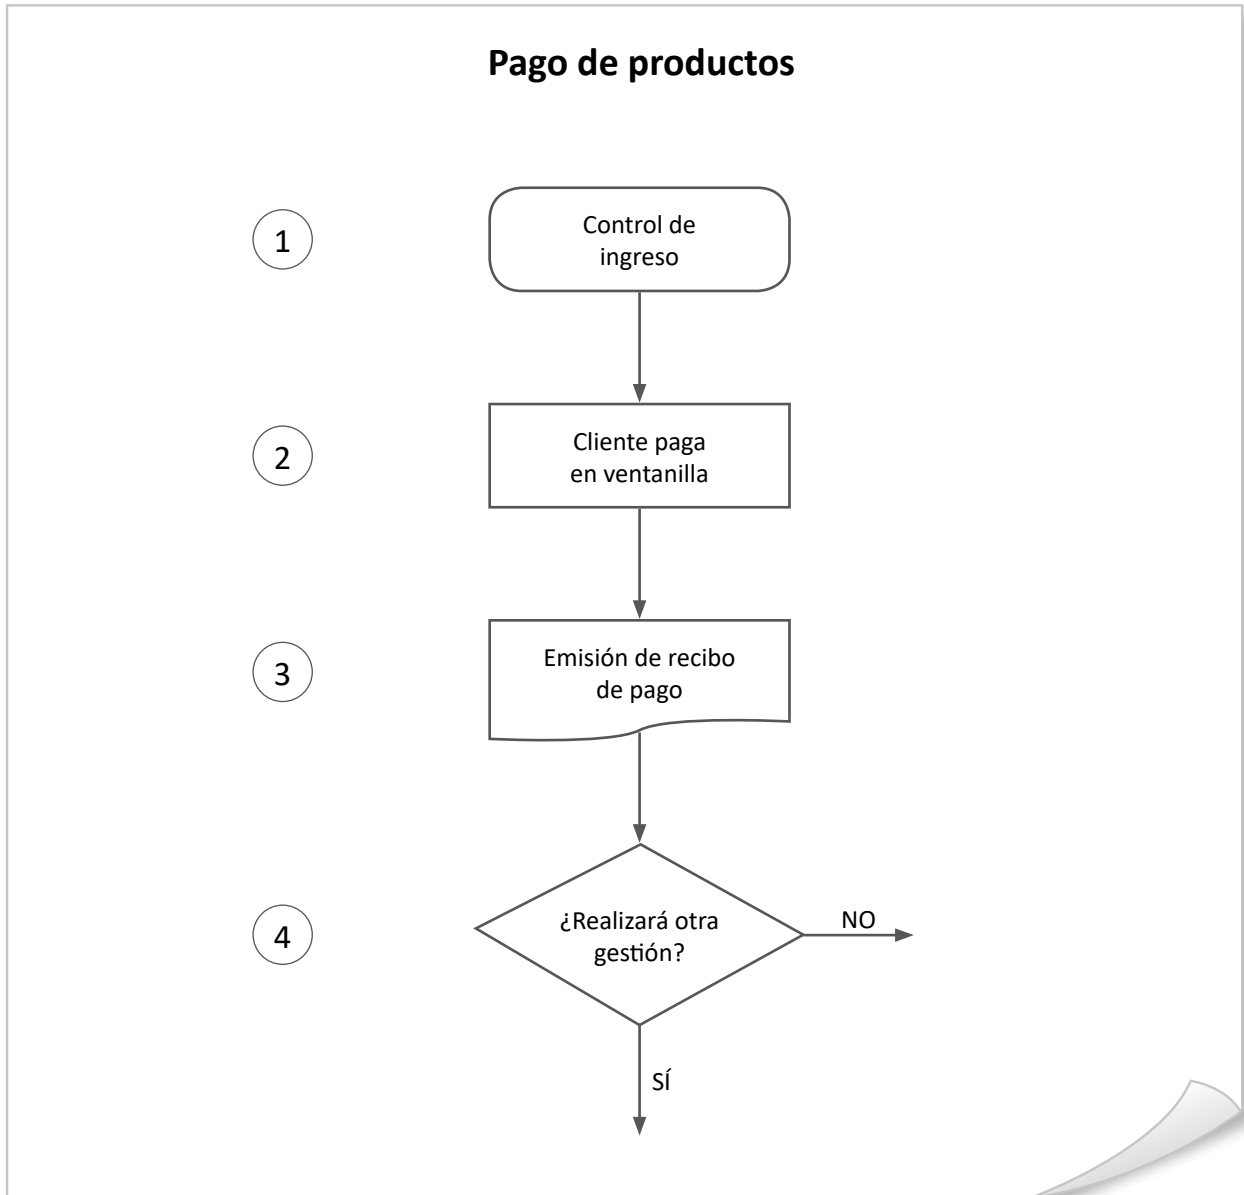 Pago de productos
1
Control de
ingreso
2
Cliente paga
en ventanilla
3
Emisión de recibo
de pago
4
¿Realizará otra
gestión?
NO
SÍ